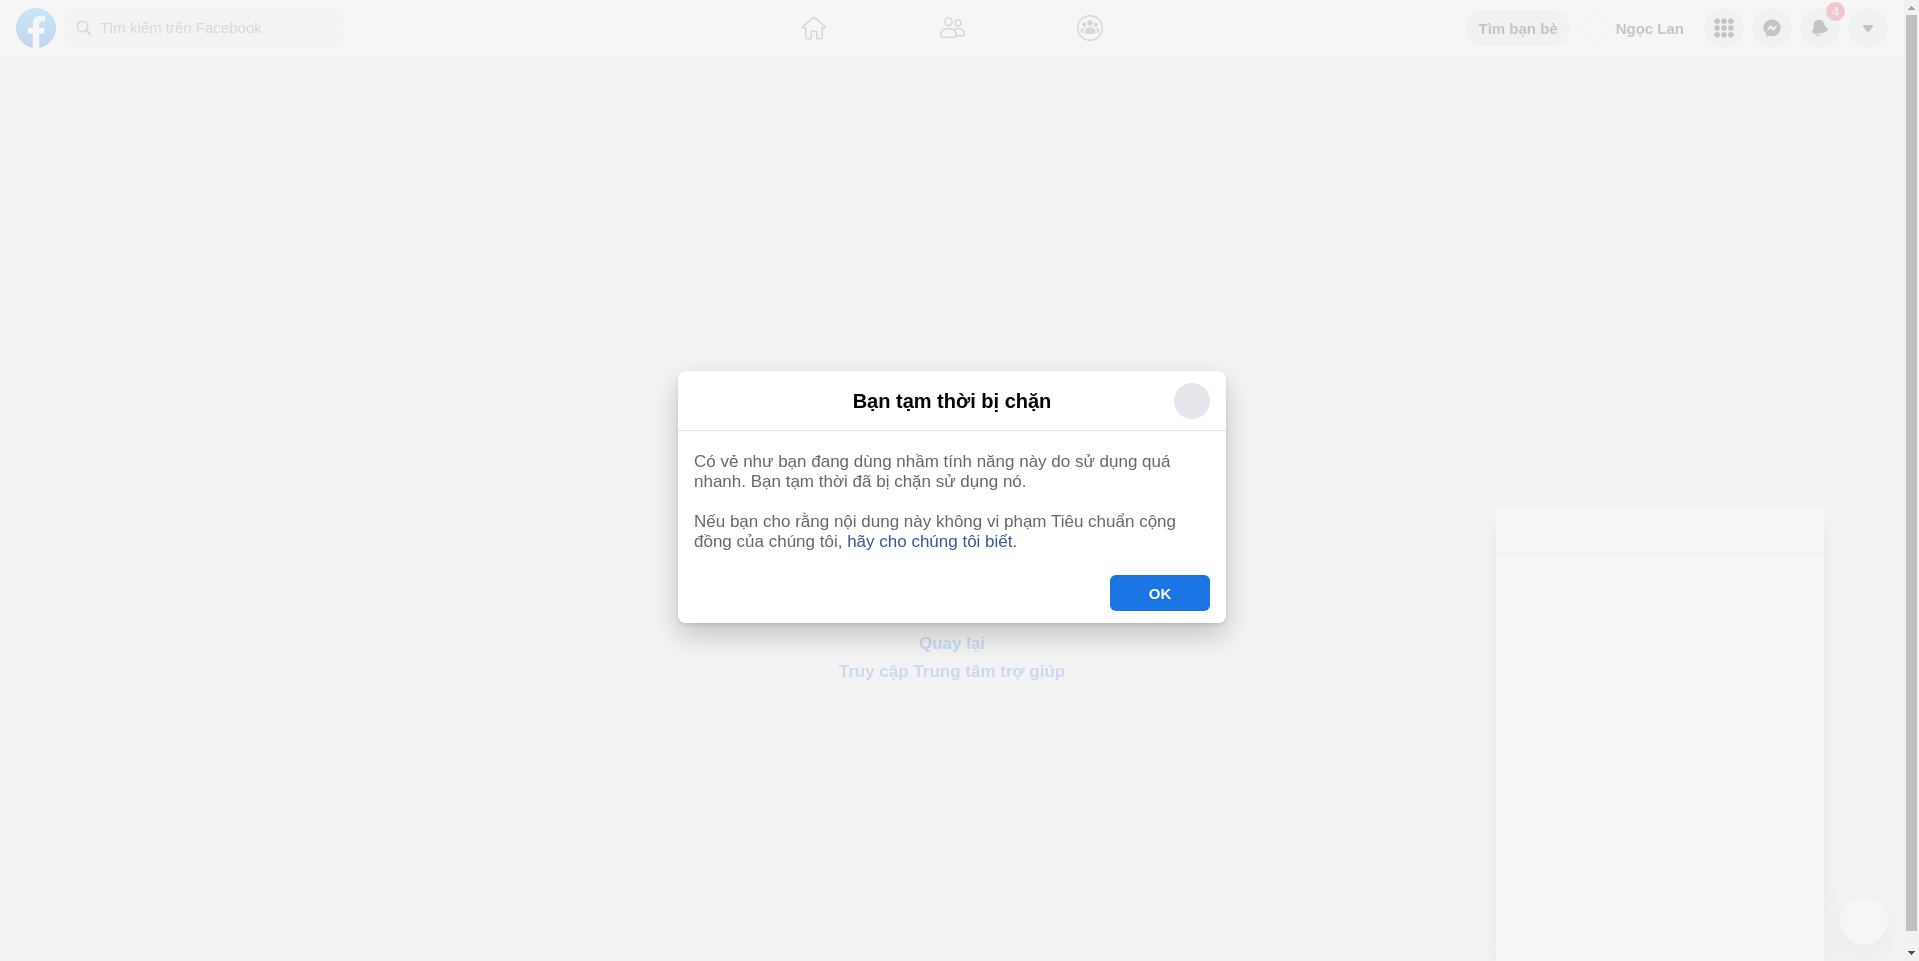 Tìm kiếm trên Facebook
Tìm bạn bè
Ngọc Lan
4
Bạn tạm thời bị chặn
Có vẻ như bạn đang dùng nhầm tính năng này do sử dụng quá
nhanh. Bạn tạm thời đã bị chặn sử dụng nó.
Nếu bạn cho rằng nội dung này không vi phạm Tiêu chuẩn cộng
đồng của chúng tôi, hãy cho chúng tôi biết.
OK
Quay lại
Truy cập Trung tâm trợ giúp